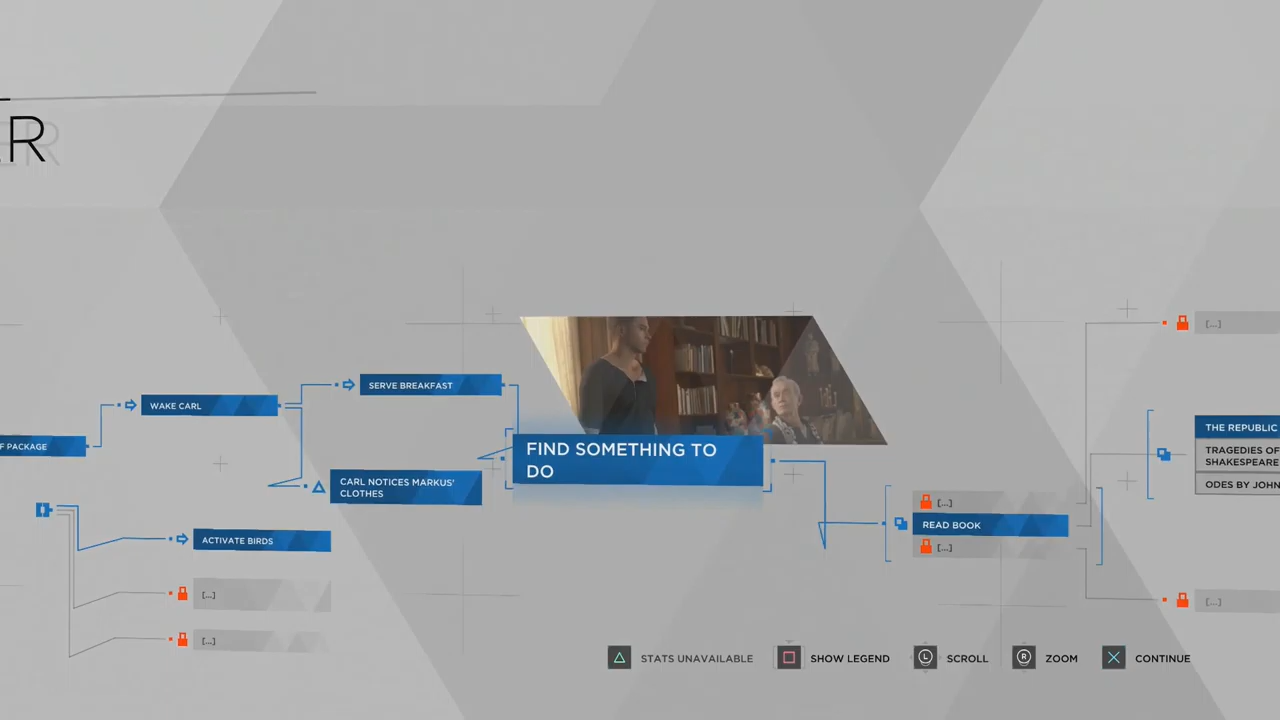 ER
SERVE BREAKFAST
WAKE CARL
F PACKAGE
CARL NOTICES MARKUS'
CLOTHES
ACTIVATE BIRDS
[...]
[...]
FIND SOMETHING TO
DO
[...]
READ BOOK
[...]
[...]
THE REPUBLIC
TRAGEDIES OF
SHAKESPEARE
ODES BY JOHN
[...]
STATS UNAVAILABLE
SHOW LEGEND
L
SCROLL
R
ZOOM
CONTINUE